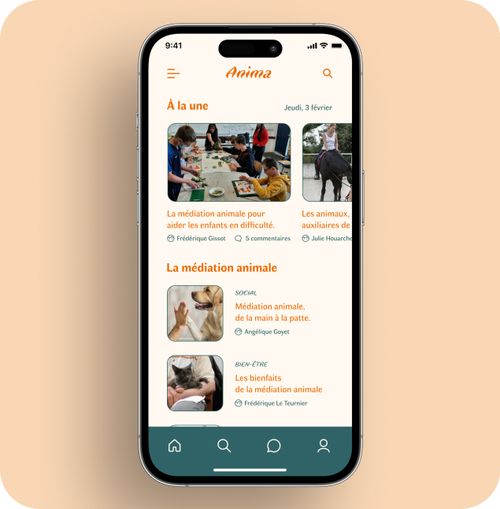 9:41
Anima
À la une
Jeudi, 3 février
La médiation animale pour
aider les enfants en difficulté.
Frédérique Gissot
5 commentaires
Les animaux,
auxiliaires de
Julie Houarche
La médiation animale
SOCIAL
Médiation animale,
de la main à la patte.
Angélique Goyet
BIEN-ÊTRE
Les bienfaits
de la médiation animale
Frédérique Le Teurnier